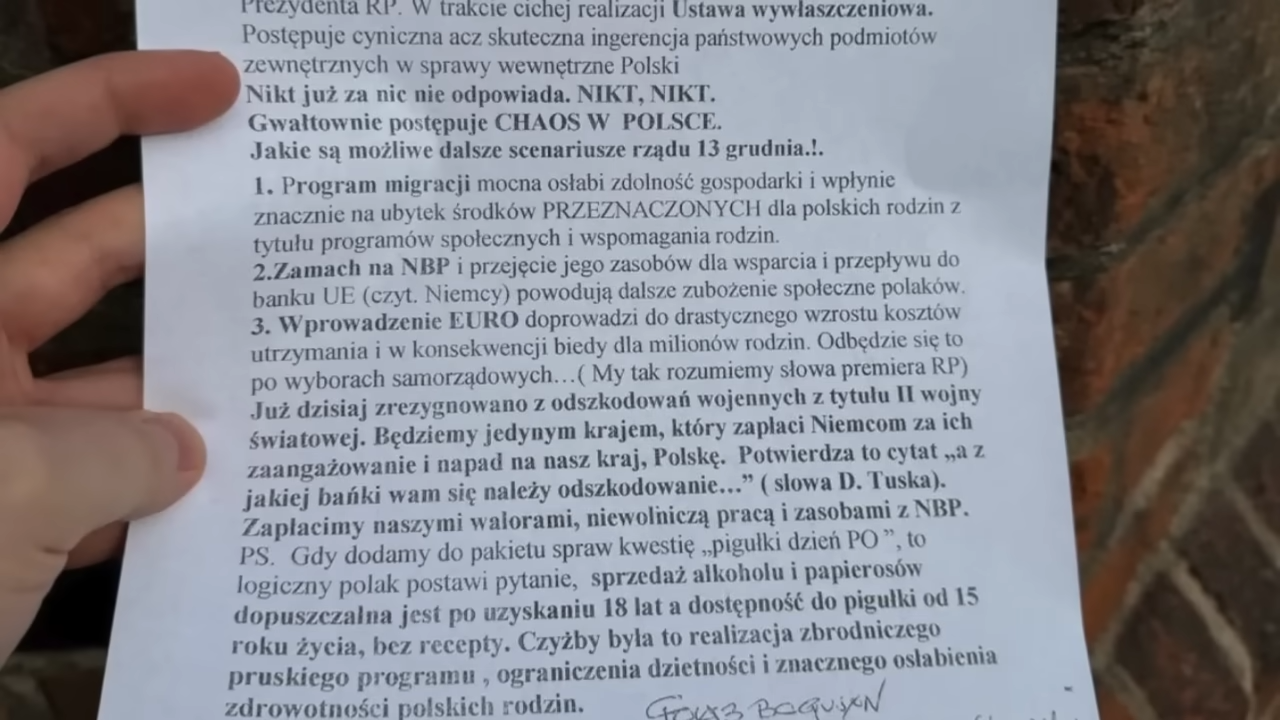 Prezydenta RP. W trakcie cichej realizacji Ustawa wywłaszczeniowa.
Postępuje cyniczna acz skuteczna ingerencja państwowych podmiotów
zewnętrznych w sprawy wewnętrzne Polski
Nikt już za nic nie odpowiada. NIKT, NIKT.
Gwałtownie postępuje CHAOS W POLSCE.
Jakie są możliwe dalsze scenariusze rządu 13 grudnia.!.
1. Program migracji mocna osłabi zdolność gospodarki i wpłynie
znacznie na ubytek środków PRZEZNACZONYCH dla polskich rodzin z
tytułu programów społecznych i wspomagania rodzin.
2.Zamach na NBP i przejęcie jego zasobów dla wsparcia i przepływu do
banku UE (czyt. Niemcy) powodują dalsze zubożenie społeczne polaków.
3. Wprowadzenie EURO doprowadzi do drastycznego wzrostu kosztów
utrzymania i w konsekwencji biedy dla milionów rodzin. Odbędzie się to
po wyborach samorządowych…( My tak rozumiemy słowa premiera RP)
Już dzisiaj zrezygnowano z odszkodowań wojennych z tytułu II wojny
światowej. Będziemy jedynym krajem, który zapłaci Niemcom za ich
zaangażowanie i napad na nasz kraj, Polskę. Potwierdza to cytat „a z
jakiej bańki wam się należy odszkodowanie…” ( słowa D. Tuska).
Zapłacimy naszymi walorami, niewolniczą pracą i zasobami z NBP.
PS. Gdy dodamy do pakietu spraw kwestię „pigułki dzień PO ”, to
logiczny polak postawi pytanie, sprzedaż alkoholu i papierosów
dopuszczalna jest po uzyskaniu 18 lat a dostępność do pigułki od 15
roku życia, bez recepty. Czyżby była to realizacja zbrodniczego
pruskiego programu , ograniczenia dzietności i znacznego osłabienia
zdrowotności polskich rodzin.